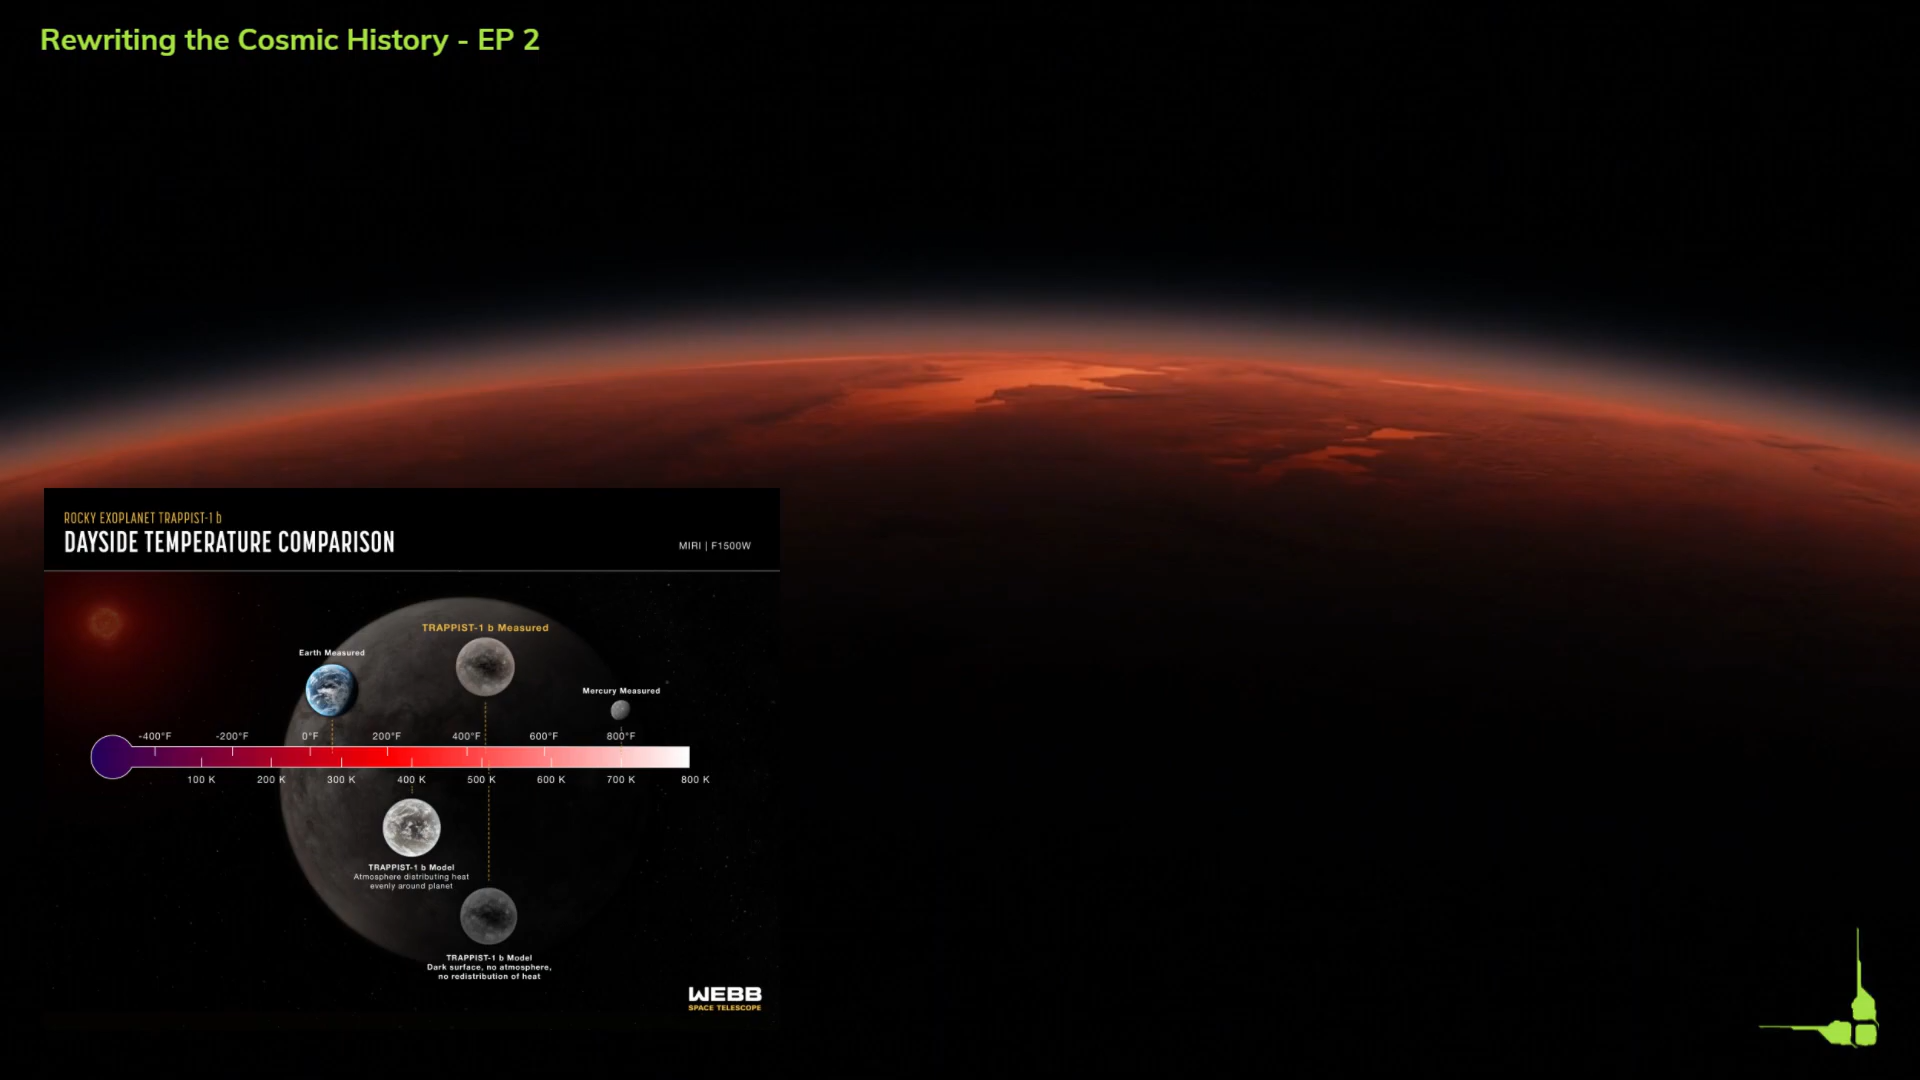 Rewriting the Cosmic History - EP 2
ROCKY EXOPLANET TRAPPIST-1 b
DAYSIDE TEMPERATURE COMPARISON
MIRI | F1500W
TRAPPIST-1 b Measured
Earth Measured
Mercury Measured
-400°F -200°F 0°F 200°F 400°F 600°F 800°F
100 K 200 K 300 K 400 K 500 K 600 K 700 K 800 K
TRAPPIST-1 b Model
Atmosphere distributing heat
evenly around planet
TRAPPIST-1 b Model
Dark surface, no atmosphere,
no redistribution of heat
WEBB
SPACE TELESCOPE